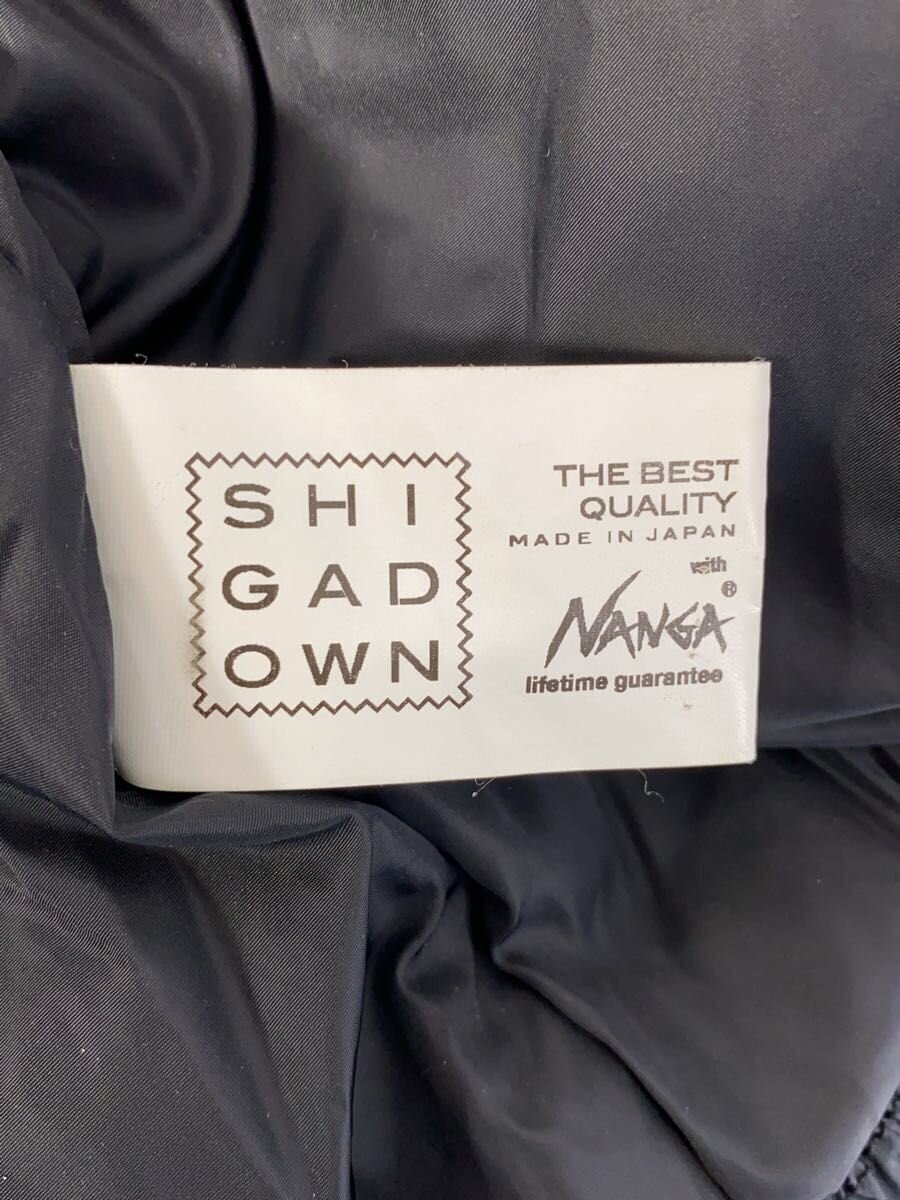 SHI
GAD
OWN
THE BEST
QUALITY
MADE IN JAPAN
with
NANGA®
lifetime guarantee